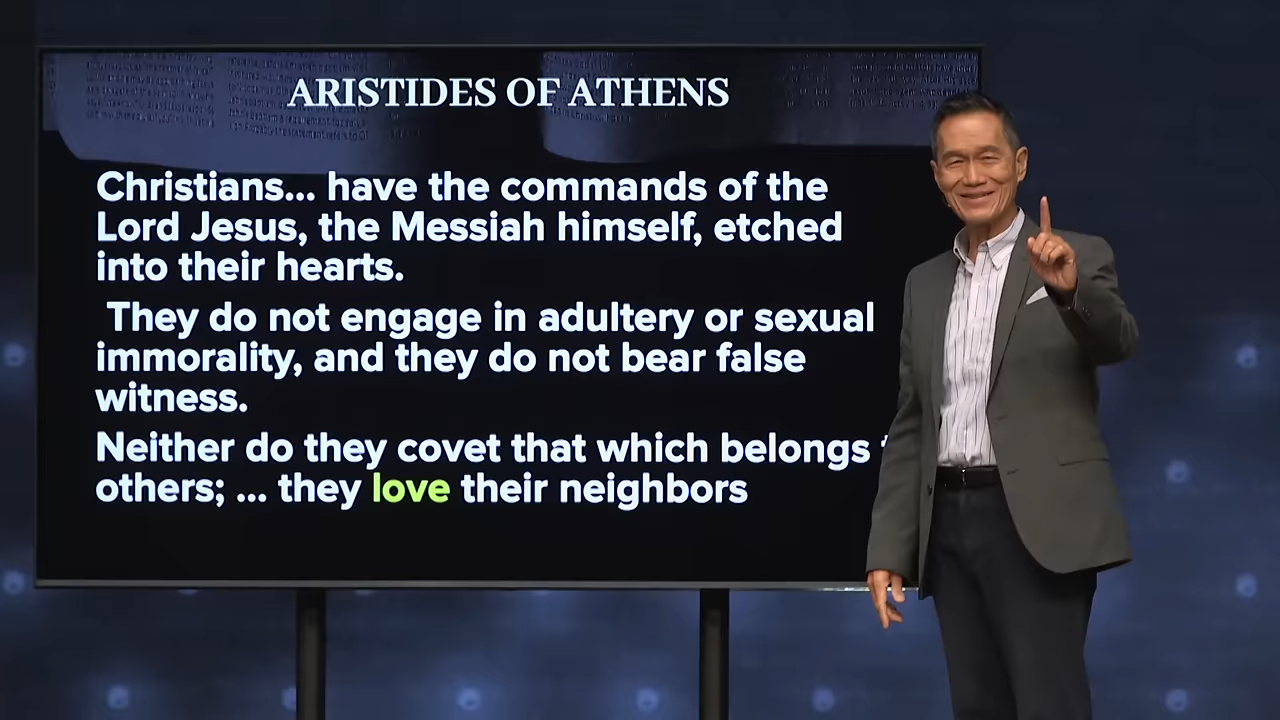 ARISTIDES OF ATHENS
Christians... have the commands of the
Lord Jesus, the Messiah himself, etched
into their hearts.
They do not engage in adultery or sexual
immorality, and they do not bear false
witness.
Neither do they covet that which belongs
others; ... they love their neighbors